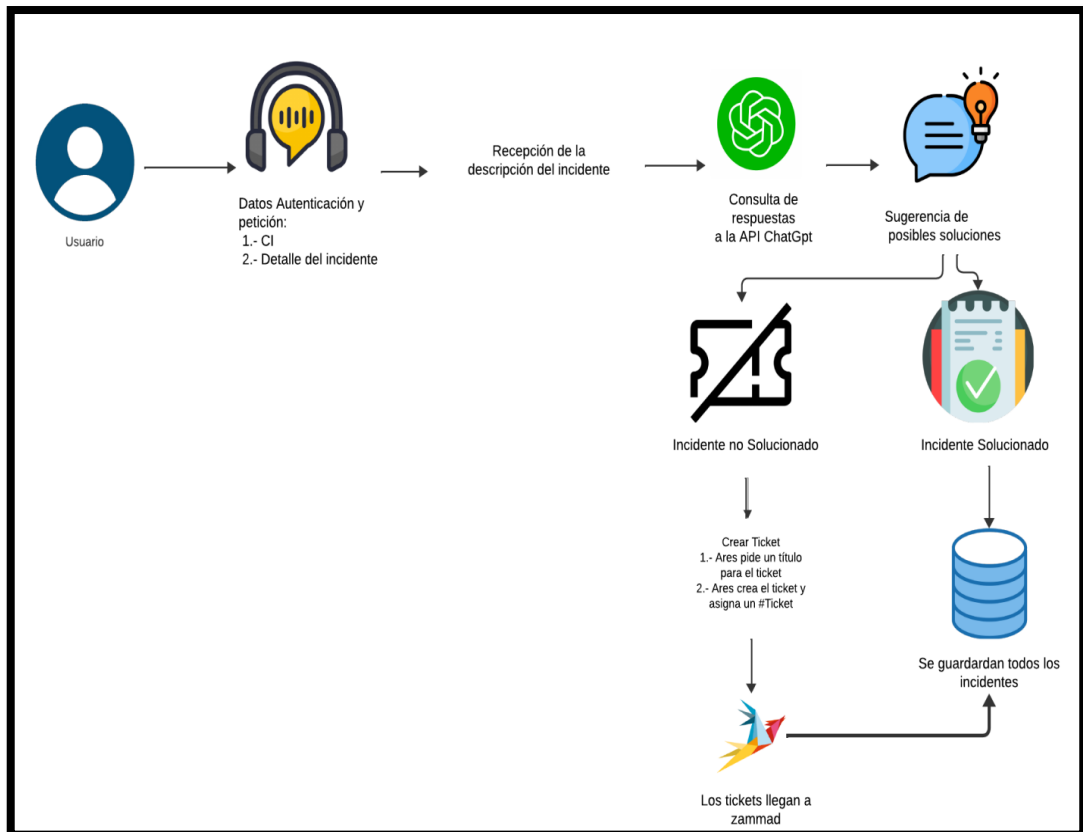 Usuario
Datos Autenticación y
petición:
1.- CI
2.- Detalle del incidente
Recepción de la
descripción del incidente
Consulta de
respuestas
a la API ChatGpt
Sugerencia de
posibles soluciones
Incidente no Solucionado
Incidente Solucionado
Crear Ticket
1.- Ares pide un título
para el ticket
2.- Ares crea el ticket y
asigna un #Ticket
Se guardardan todos los
incidentes
Los tickets llegan a
zammad